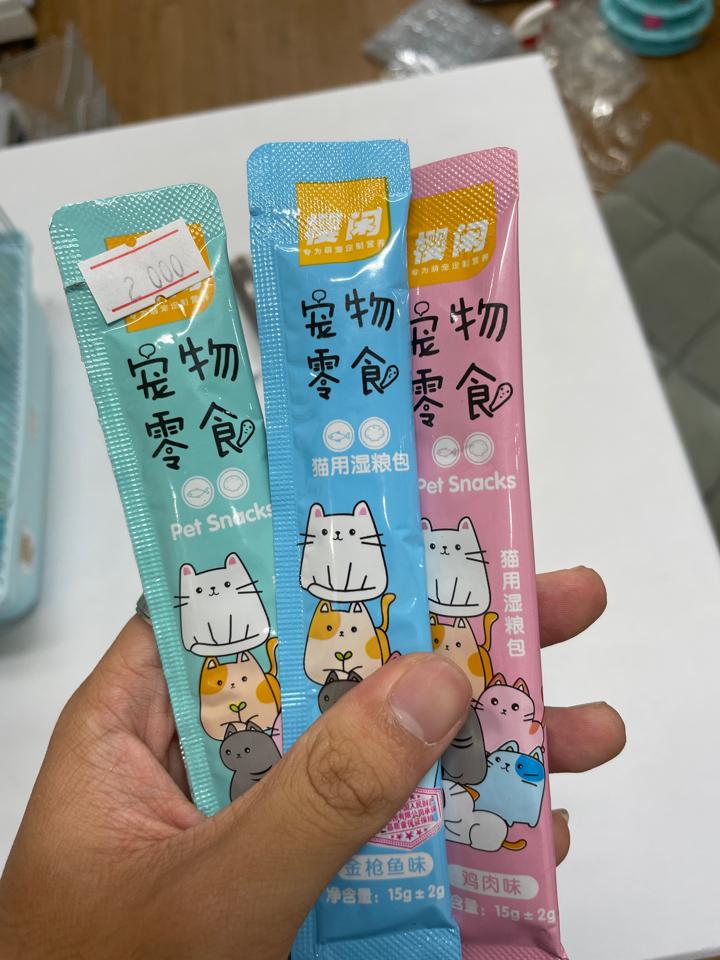 2 000
宠物
零食
Pet Snacks
樱闲
专为萌宠定制营养
宠物
零食
猫用湿粮包
金枪鱼味
净含量：15g±2g
樱闲
专为萌宠定制营养
宠物
零食
Pet Snacks
猫用湿粮包
鸡肉味
含量：15g±2g